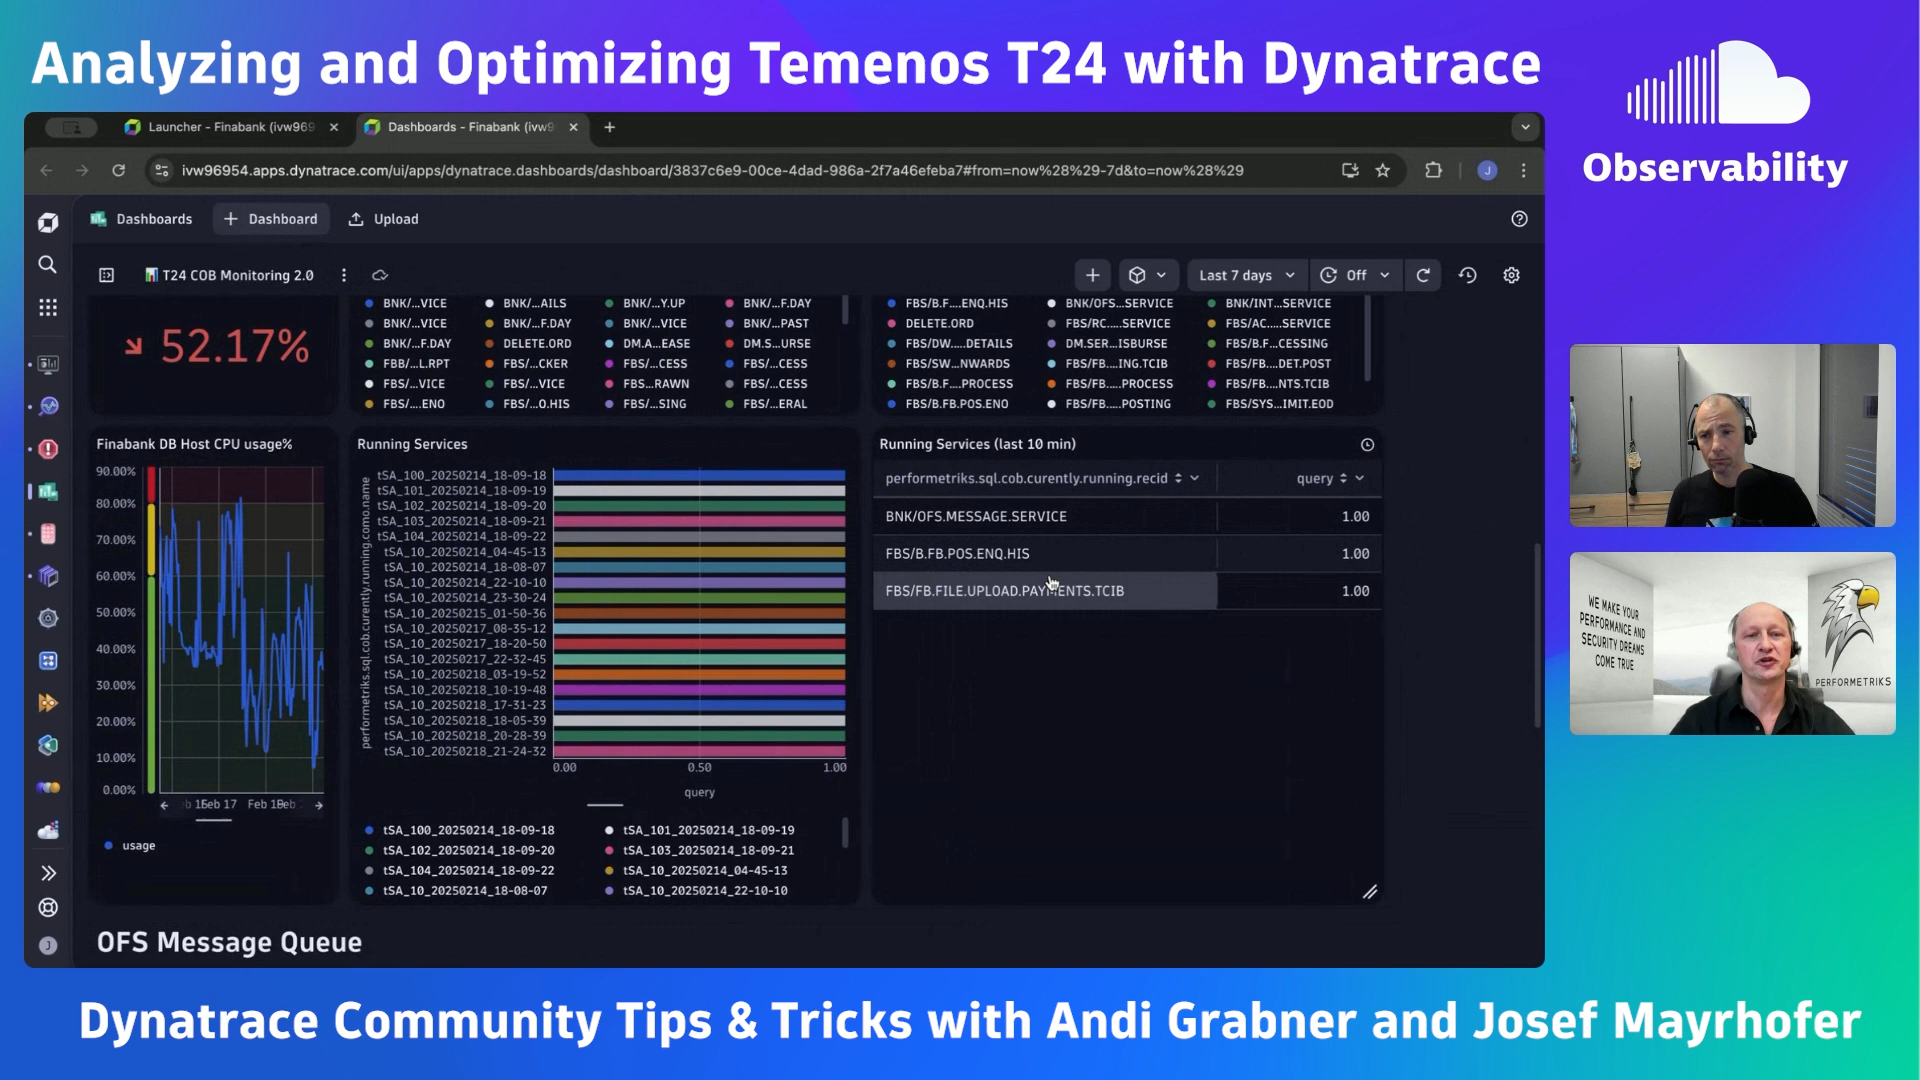 Analyzing and Optimizing Temenos T24 with Dynatrace
Observability
Launcher - Finabank (ivw969
Dashboards - Finabank (ivw9
ivw96954.apps.dynatrace.com/ui/apps/dynatrace.dashboards/dashboard/3837c6e9-00ce-4dad-986a-2f7a46efeba7#from=now%28%29-7d&to=now%28%29
J
Dashboards
Dashboard
Upload
T24 COB Monitoring 2.0
Last 7 days
Off
52.17%
BNK/...VICE BNK/...AILS BNK/...Y.UP BNK/...F.DAY
BNK/...VICE BNK/...F.DAY BNK/...VICE BNK/...PAST
BNK/...F.DAY DELETE.ORD DM.A...EASE DM.S...URSE
FBB/...L.RPT FBS/...CKER FBS/...CESS FBS/...CESS
FBS/...VICE FBS/...VICE FBS...RAWN FBS/...CESS
FBS/...ENO FBS/...O.HIS FBS/...SING FBS/...ERAL
FBS/B.F....ENQ.HIS BNK/OFS...SERVICE BNK/INT...SERVICE
DELETE.ORD FBS/RC.....SERVICE FBS/AC.....SERVICE
FBS/DW.....DETAILS DM.SER...ISBURSE FBS/B.F...CESSING
FBS/SW...NWARDS FBS/FB...ING.TCIB FBS/FB....DET.POST
FBS/B.F....PROCESS FBS/FB.....PROCESS FBS/FB....NTS.TCIB
FBS/B.FB.POS.ENO FBS/FB.....POSTING FBS/SYS...IMIT.EOD
Finabank DB Host CPU usage%
90.00%
80.00%
70.00%
60.00%
50.00%
40.00%
30.00%
20.00%
10.00%
0.00%
Feb 17
usage
Running Services
performetriks.sql.cob.curently.running.como.name
tSA_100_20250214_18-09-18
tSA_101_20250214_18-09-19
tSA_102_20250214_18-09-20
tSA_103_20250214_18-09-21
tSA_104_20250214_18-09-22
tSA_10_20250214_04-45-13
tSA_10_20250214_18-08-07
tSA_10_20250214_22-10-10
tSA_10_20250214_23-30-24
tSA_10_20250215_01-50-36
tSA_10_20250217_08-35-12
tSA_10_20250217_18-20-50
tSA_10_20250217_22-32-45
tSA_10_20250218_03-19-52
tSA_10_20250218_10-19-48
tSA_10_20250218_17-31-23
tSA_10_20250218_18-05-39
tSA_10_20250218_20-28-39
tSA_10_20250218_21-24-32
0.00 0.50 1.00
query
tSA_100_20250214_18-09-18 tSA_101_20250214_18-09-19
tSA_102_20250214_18-09-20 tSA_103_20250214_18-09-21
tSA_104_20250214_18-09-22 tSA_10_20250214_04-45-13
tSA_10_20250214_18-08-07 tSA_10_20250214_22-10-10
Running Services (last 10 min)
performetriks.sql.cob.curently.running.recid query
BNK/OFS.MESSAGE.SERVICE 1.00
FBS/B.FB.POS.ENQ.HIS 1.00
FBS/FB.FILE.UPLOAD.PAYMENTS.TCIB 1.00
OFS Message Queue
J
WE MAKE YOUR
PERFORMANCE AND
SECURITY DREAMS
COME TRUE
PERFORMETRIKS
Dynatrace Community Tips & Tricks with Andi Grabner and Josef Mayrhofer